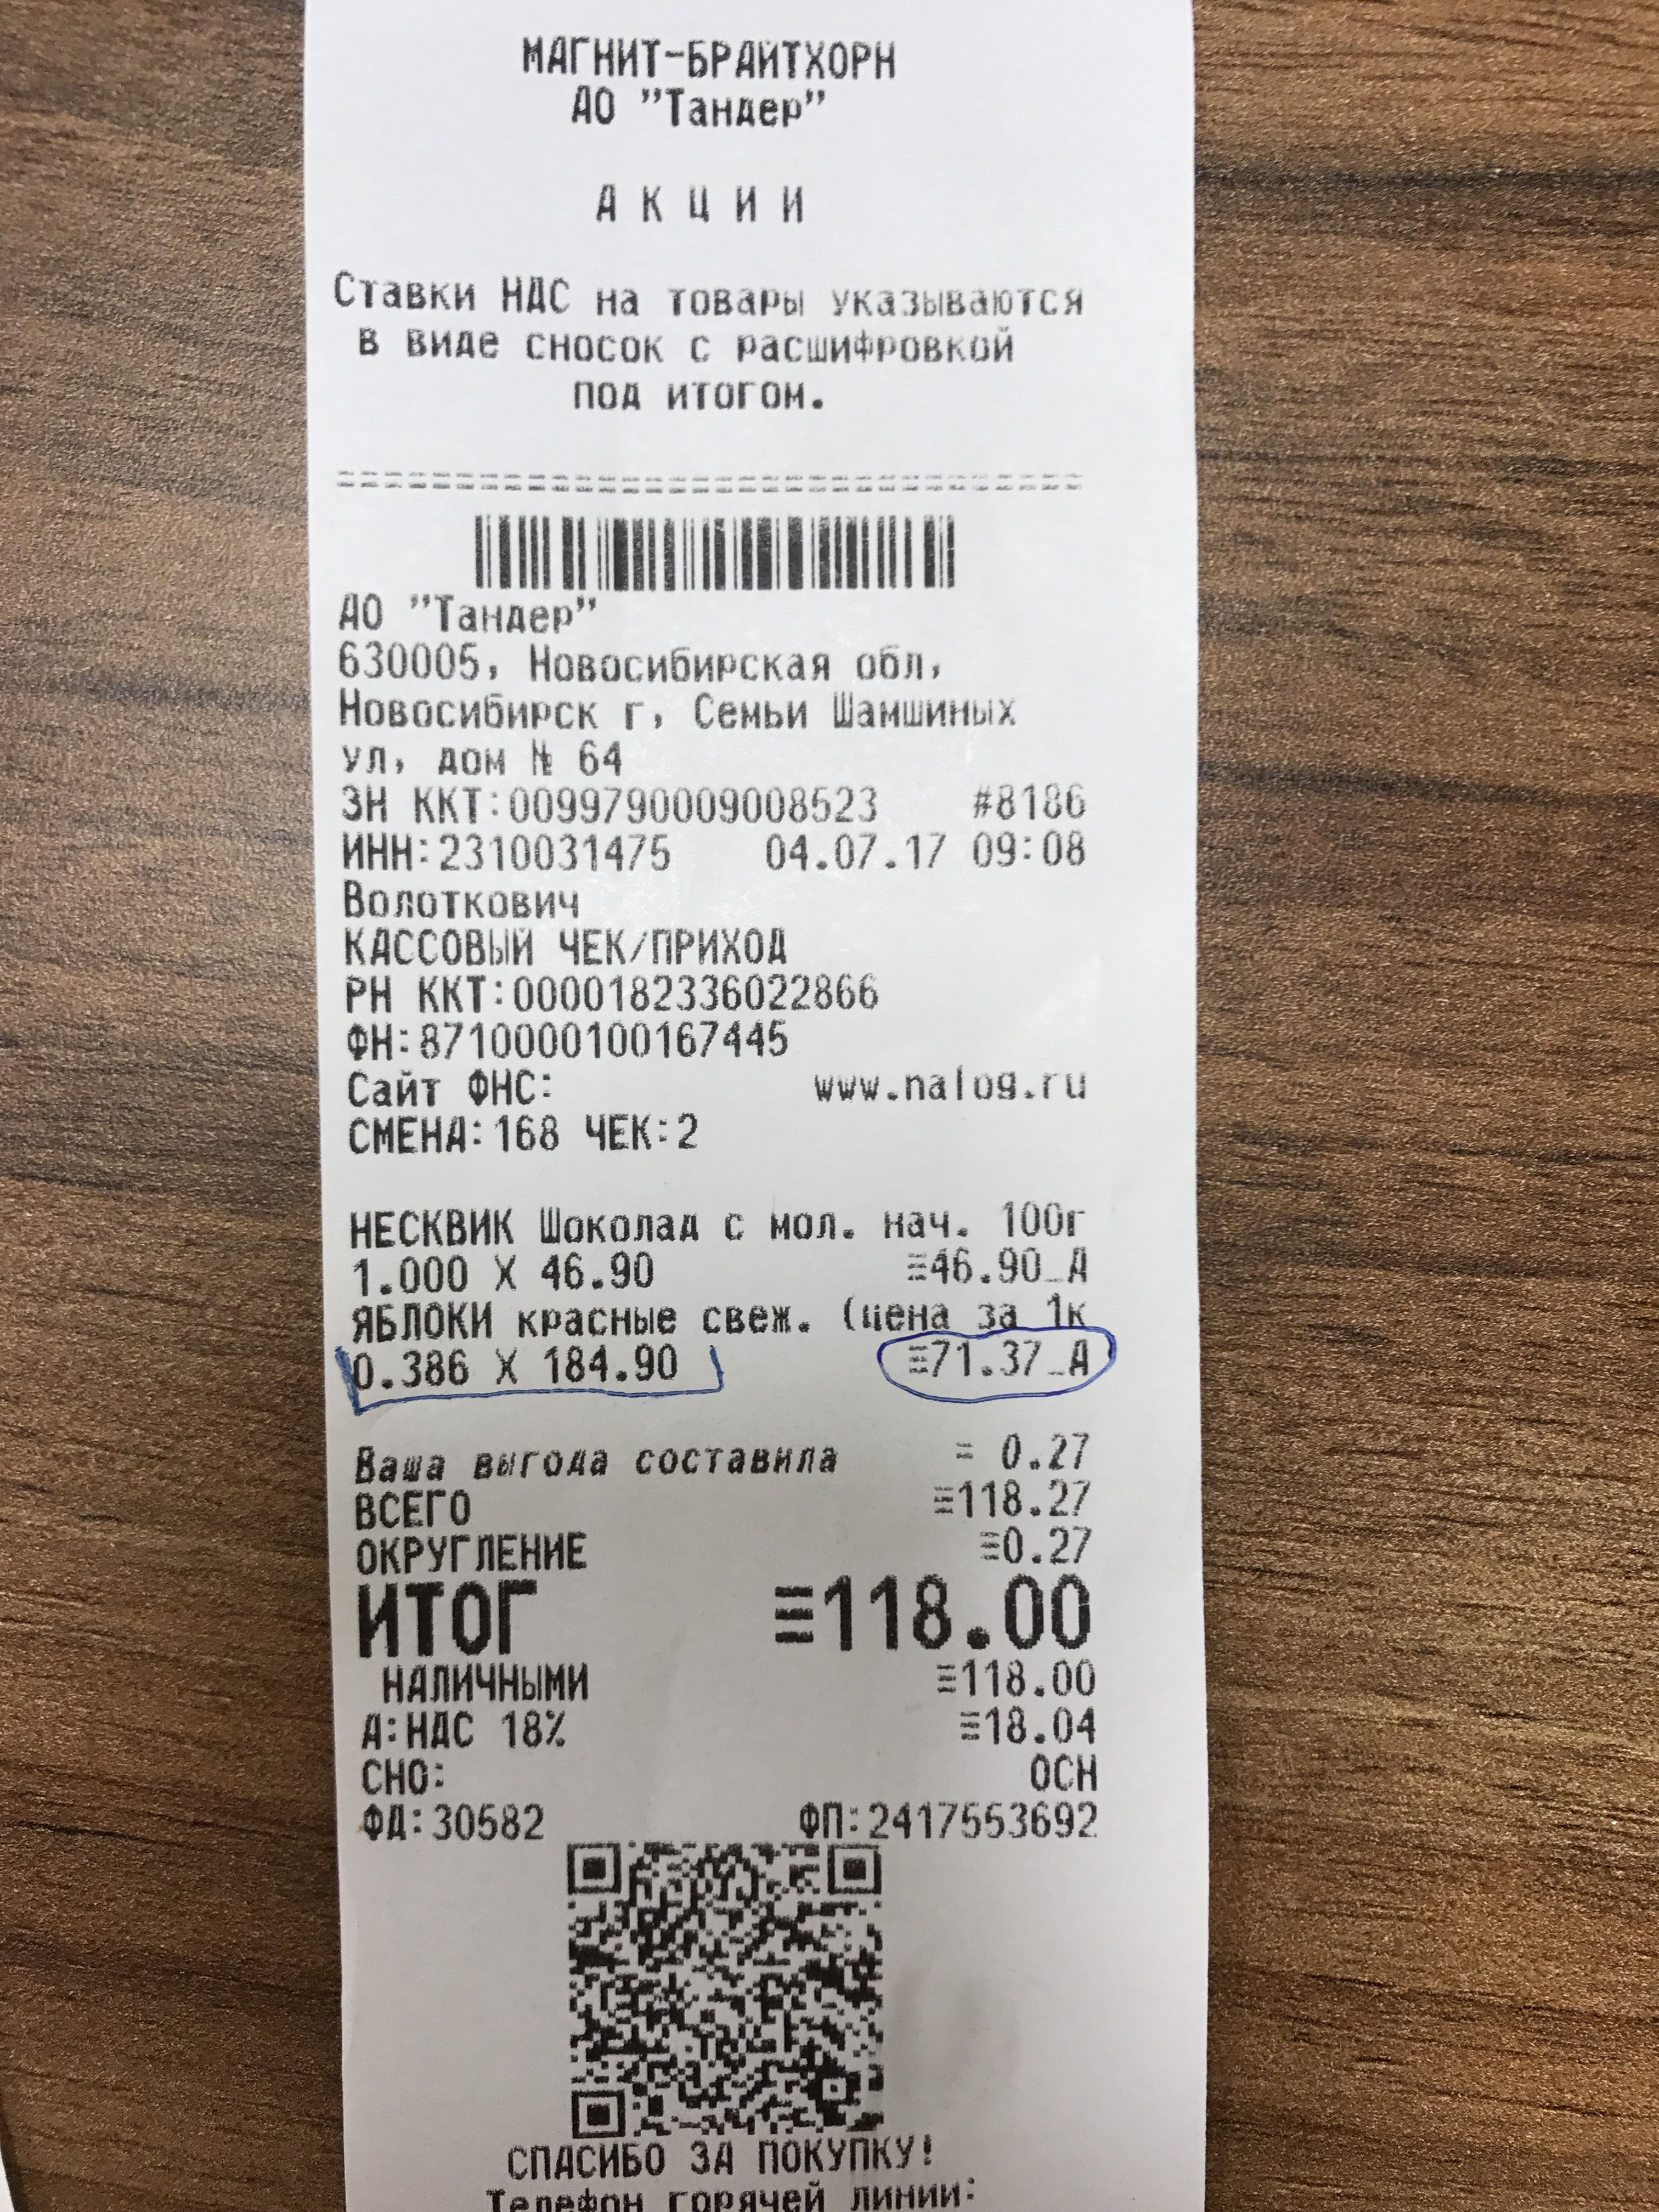 МАГНИТ-БРАЙТХОРН
АО "Тандер"
А К Ц И И
Ставки НДС на товары указываются
в виде сносок с расшифровкой
под итогом.
АО "Тандер"
630005, Новосибирская обл,
Новосибирск г, Семьи Шамшиных
ул, дом № 64
ЗН ККТ:0099790009008523 #8186
ИНН:2310031475 04.07.17 09:08
Волоткович
КАССОВЫЙ ЧЕК/ПРИХОД
РН ККТ:0000182336022866
ФН:8710000100167445
Сайт ФНС: www.nalog.ru
СМЕНА:168 ЧЕК:2
НЕСКВИК Шоколад с мол. нач. 100г
1.000 X 46.90 ≡46.90_А
ЯБЛОКИ красные свеж. (цена за 1к
0.386 X 184.90 ≡71.37_А
Ваша выгода составила = 0.27
ВСЕГО ≡118.27
ОКРУГЛЕНИЕ ≡0.27
ИТОГ ≡118.00
НАЛИЧНЫМИ ≡118.00
А:НДС 18% ≡18.04
СНО: ОСН
ФД:30582 ФП:2417553692
СПАСИБО ЗА ПОКУПКУ!
Телефон горячей линии: